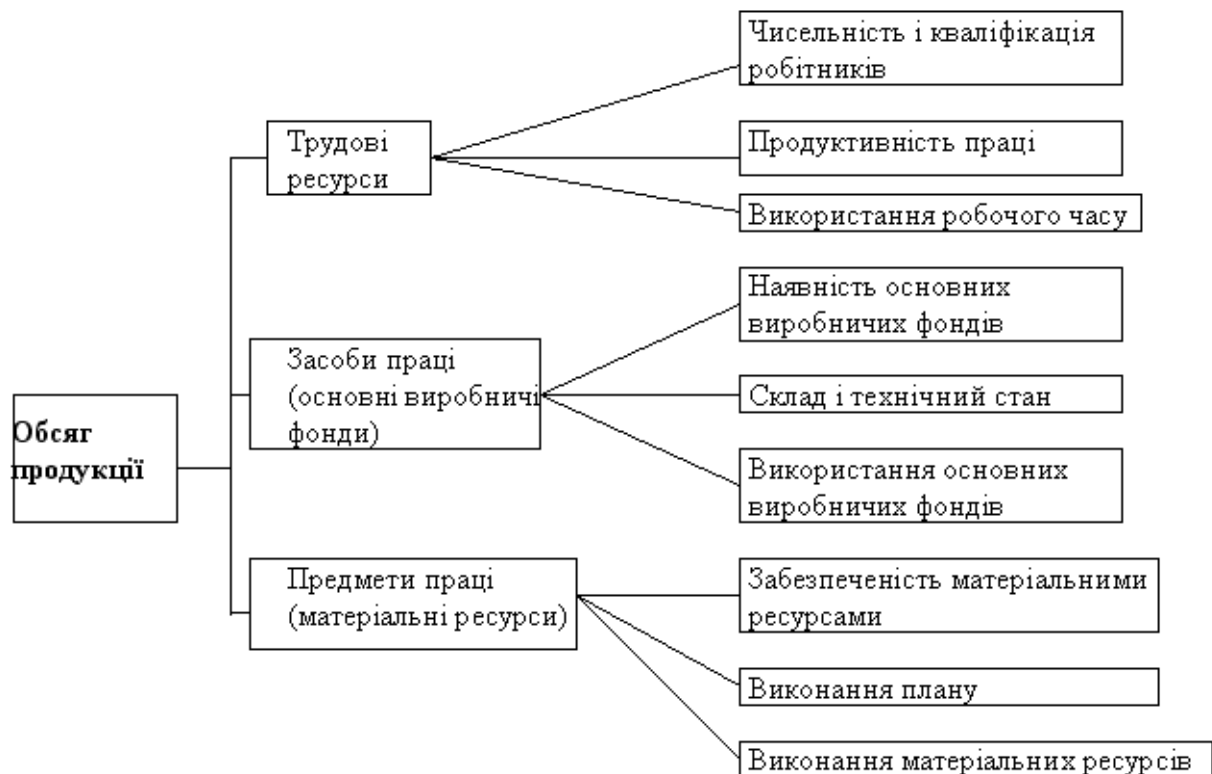 Обсяг
продукції
Трудові
ресурси
Чисельність і кваліфікація
робітників
Продуктивність праці
Використання робочого часу
Засоби праці
(основні виробничі
фонди)
Наявність основних
виробничих фондів
Склад і технічний стан
Використання основних
виробничих фондів
Предмети праці
(матеріальні ресурси)
Забезпеченість матеріальними
ресурсами
Виконання плану
Виконання матеріальних ресурсів